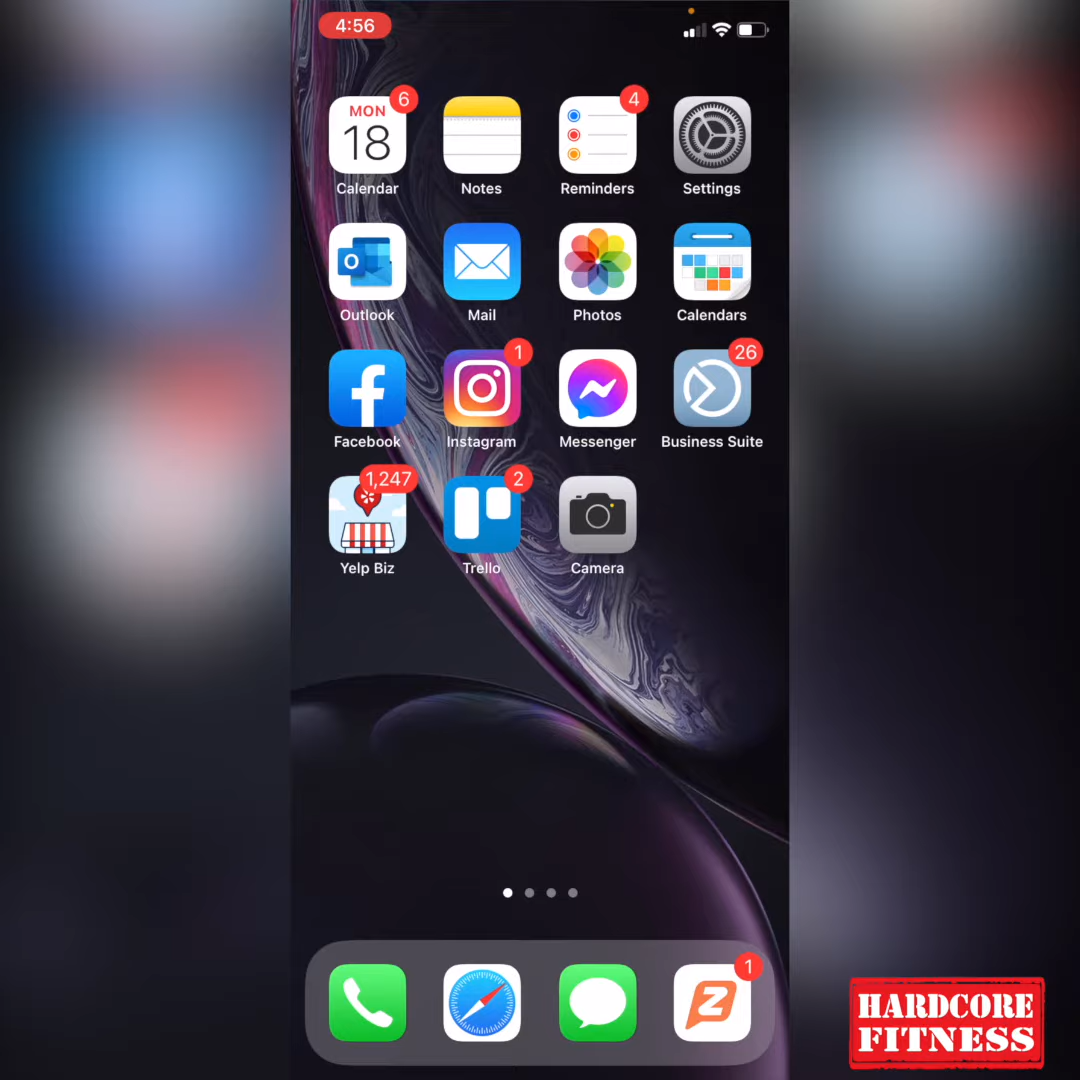 4:56
MON
18
6
4
Calendar
Notes
Reminders
Settings
O
Outlook
Mail
Photos
Calendars
1
26
Facebook
Instagram
Messenger
Business Suite
1,247
2
Yelp Biz
Trello
Camera
1
Z
HARDCORE
FITNESS